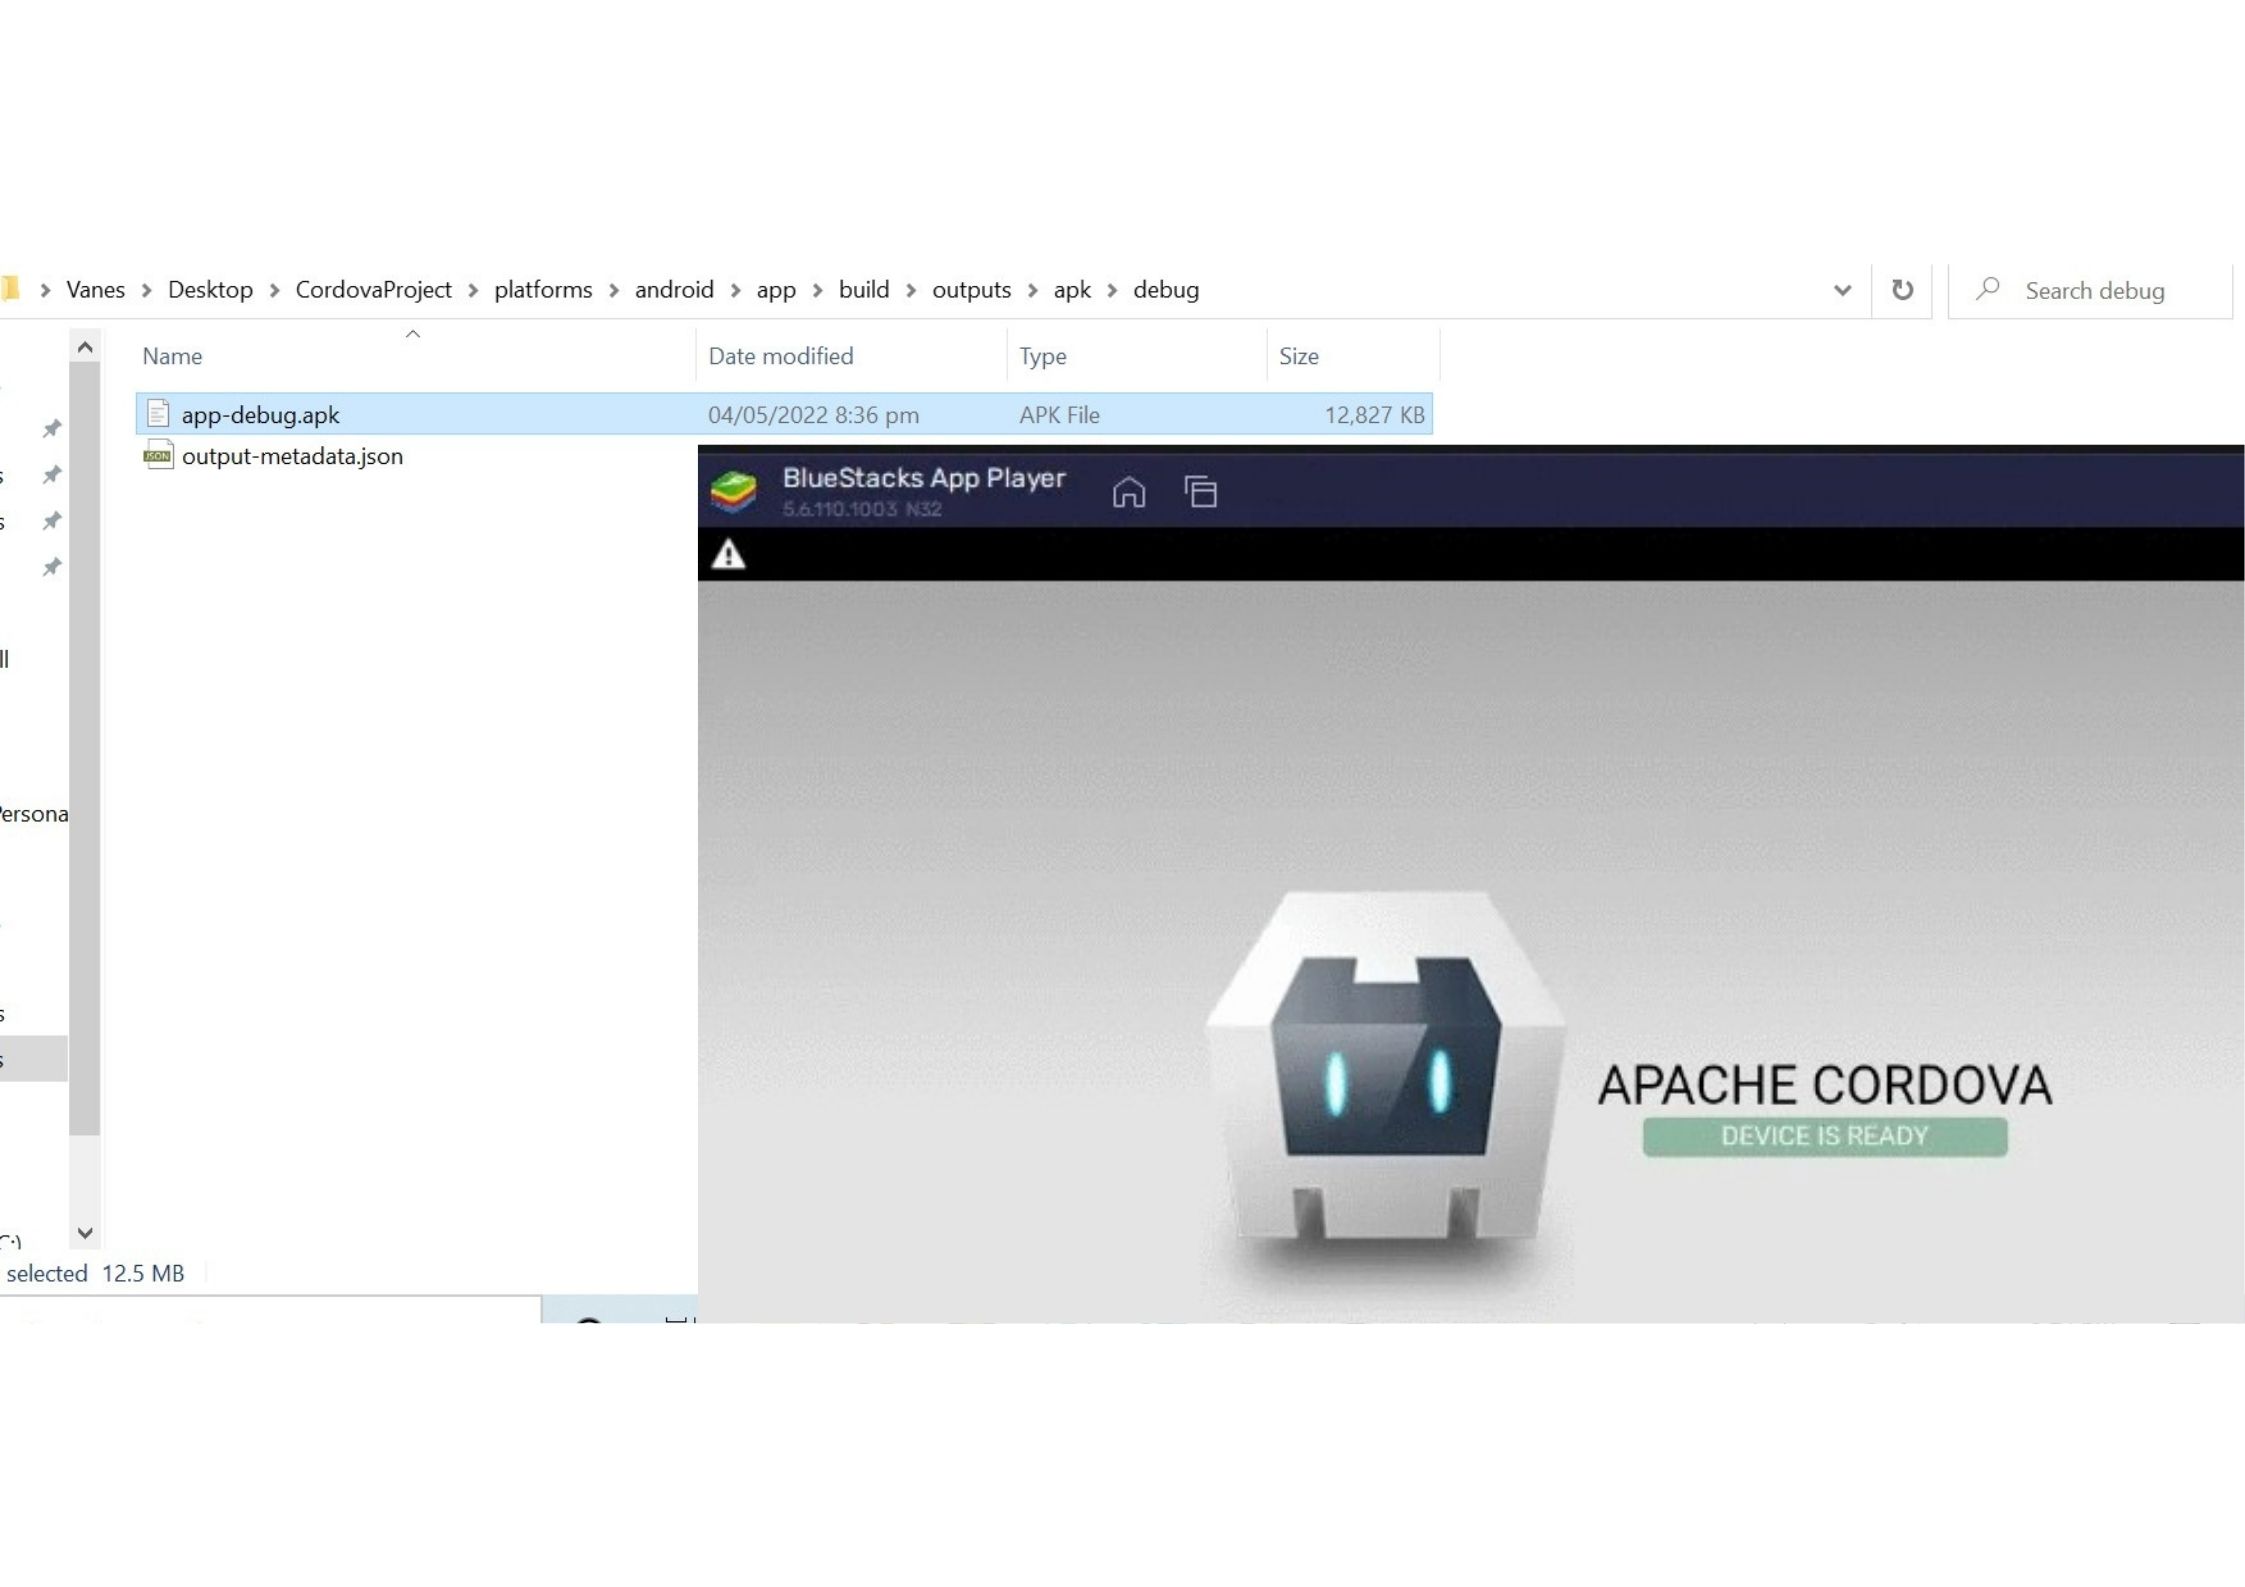 Vanes > Desktop > CordovaProject > platforms > android > app > build > outputs > apk > debug
Search debug
Name Date modified Type Size
app-debug.apk 04/05/2022 8:36 pm APK File 12,827 KB
JSON output-metadata.json
BlueStacks App Player
5.6.110.1003 N32
APACHE CORDOVA
DEVICE IS READY
selected 12.5 MB